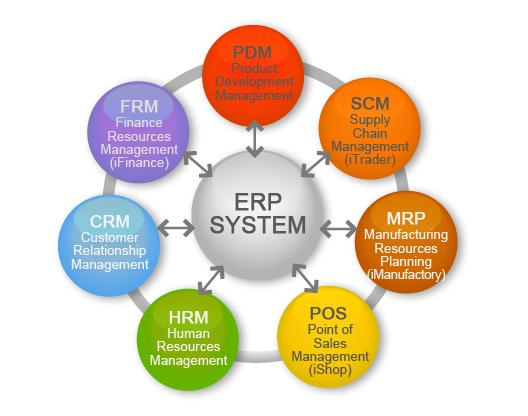 PDM
Product
Development
Management
SCM
Supply
Chain
Management
(iTrader)
MRP
Manufacturing
Resources
Planning
(iManufactory)
POS
Point of
Sales
Management
(iShop)
HRM
Human
Resources
Management
CRM
Customer
Relationship
Management
FRM
Finance
Resources
Management
(iFinance)
ERP
SYSTEM